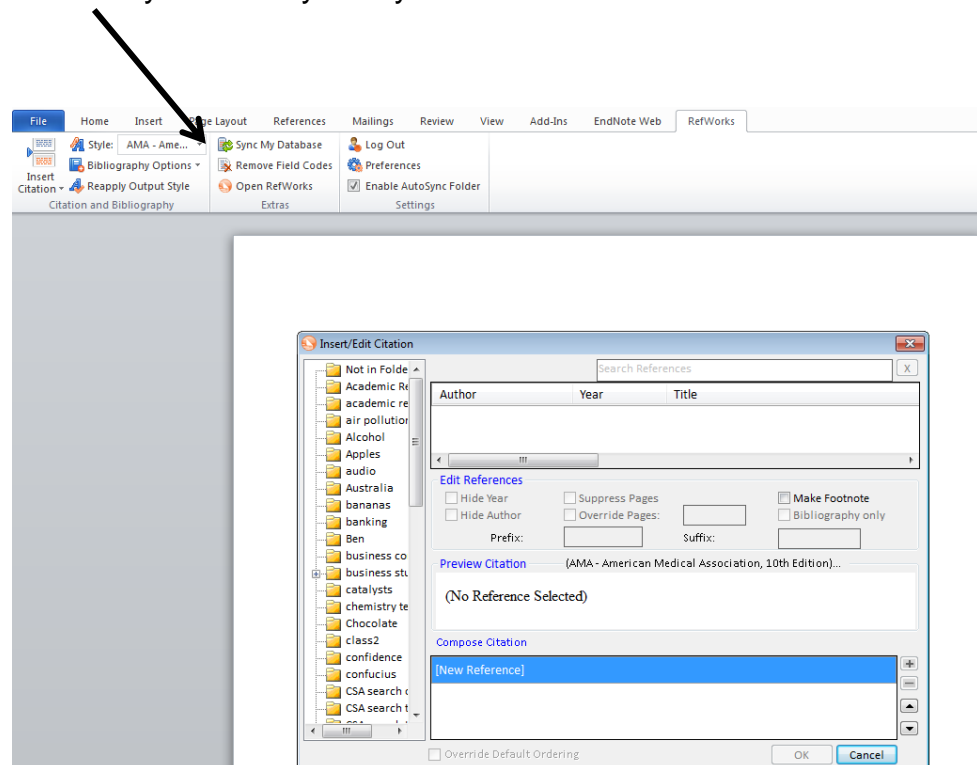 File Home Insert Page Layout References Mailings Review View Add-Ins EndNote Web RefWorks
Style: AMA - Ame... Sync My Database Log Out
Bibliography Options Remove Field Codes Preferences
Insert Citation Reapply Output Style Open RefWorks Enable AutoSync Folder
Citation and Bibliography Extras Settings
Insert/Edit Citation
Search References X
Author Year Title
Not in Folde
Academic Re
academic re
air pollution
Alcohol
Apples
audio
Australia
bananas
banking
Ben
business co
business stu
catalysts
chemistry te
Chocolate
class2
confidence
confucius
CSA search
CSA search t
Edit References
Hide Year Suppress Pages Make Footnote
Hide Author Override Pages: Bibliography only
Prefix: Suffix:
Preview Citation (AMA - American Medical Association, 10th Edition)...
(No Reference Selected)
Compose Citation
[New Reference]
Override Default Ordering OK Cancel